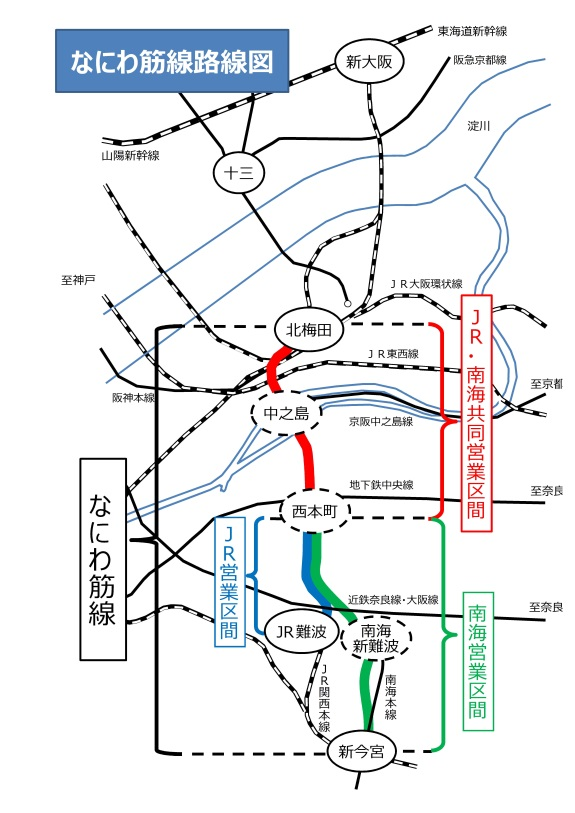 なにわ筋線路線図
新大阪
東海道新幹線
阪急京都線
淀川
山陽新幹線
十三
至神戸
JR大阪環状線
北梅田
JR・南海共同営業区間
JR東西線
阪神本線
至京都
中之島
京阪中之島線
なにわ筋線
地下鉄中央線
至奈良
西本町
JR営業区間
近鉄奈良線・大阪線
至奈良
南海営業区間
JR難波
南海
新難波
JR関西本線
南海本線
新今宮